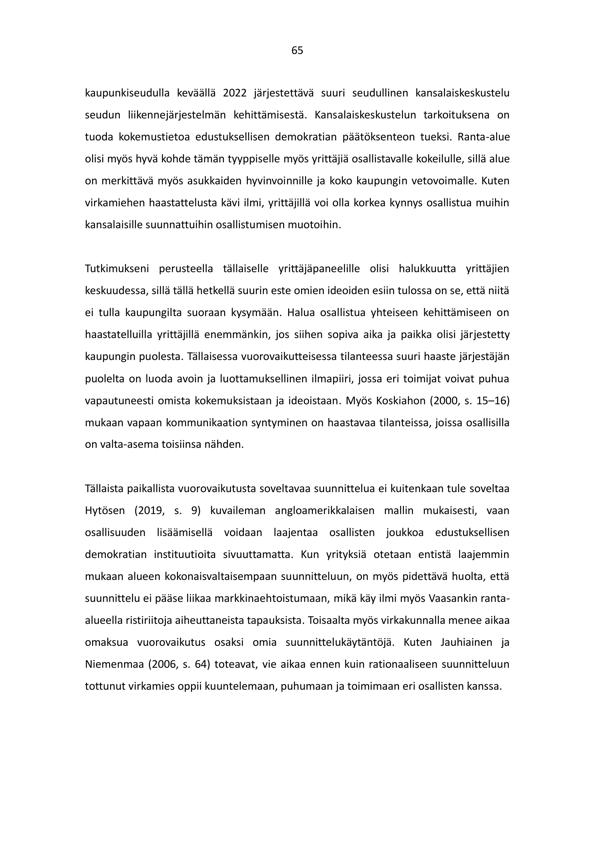 65
kaupunkiseudulla keväällä 2022 järjestettävä suuri seudullinen kansalaiskeskustelu
seudun liikennejärjestelmän kehittämisestä. Kansalaiskeskustelun tarkoituksena on
tuoda kokemustietoa edustuksellisen demokratian päätöksenteon tueksi. Ranta-alue
olisi myös hyvä kohde tämän tyyppiselle myös yrittäjiä osallistavalle kokeilulle, sillä alue
on merkittävä myös asukkaiden hyvinvoinnille ja koko kaupungin vetovoimalle. Kuten
virkamiehen haastattelusta kävi ilmi, yrittäjillä voi olla korkea kynnys osallistua muihin
kansalaisille suunnattuihin osallistumisen muotoihin.
Tutkimukseni perusteella tällaiselle yrittäjäpaneelille olisi halukkuutta yrittäjien
keskuudessa, sillä tällä hetkellä suurin este omien ideoiden esiin tulossa on se, että niitä
ei tulla kaupungilta suoraan kysymään. Halua osallistua yhteiseen kehittämiseen on
haastatelluilla yrittäjillä enemmänkin, jos siihen sopiva aika ja paikka olisi järjestetty
kaupungin puolesta. Tällaisessa vuorovaikutteisessa tilanteessa suuri haaste järjestäjän
puolelta on luoda avoin ja luottamuksellinen ilmapiiri, jossa eri toimijat voivat puhua
vapautuneesti omista kokemuksistaan ja ideoistaan. Myös Koskiahon (2000, s. 15–16)
mukaan vapaan kommunikaation syntyminen on haastavaa tilanteissa, joissa osallisilla
on valta-asema toisiinsa nähden.
Tällaista paikallista vuorovaikutusta soveltavaa suunnittelua ei kuitenkaan tule soveltaa
Hytösen (2019, s. 9) kuvaileman angloamerikkalaisen mallin mukaisesti, vaan
osallisuuden lisäämisellä voidaan laajentaa osallisten joukkoa edustuksellisen
demokratian instituutioita sivuuttamatta. Kun yrityksiä otetaan entistä laajemmin
mukaan alueen kokonaisvaltaisempaan suunnitteluun, on myös pidettävä huolta, että
suunnittelu ei pääse liikaa markkinaehtoistumaan, mikä käy ilmi myös Vaasankin ranta-
alueella ristiriitoja aiheuttaneista tapauksista. Toisaalta myös virkakunnalla menee aikaa
omaksua vuorovaikutus osaksi omia suunnittelukäytäntöjä. Kuten Jauhiainen ja
Niemenmaa (2006, s. 64) toteavat, vie aikaa ennen kuin rationaaliseen suunnitteluun
tottunut virkamies oppii kuuntelemaan, puhumaan ja toimimaan eri osallisten kanssa.